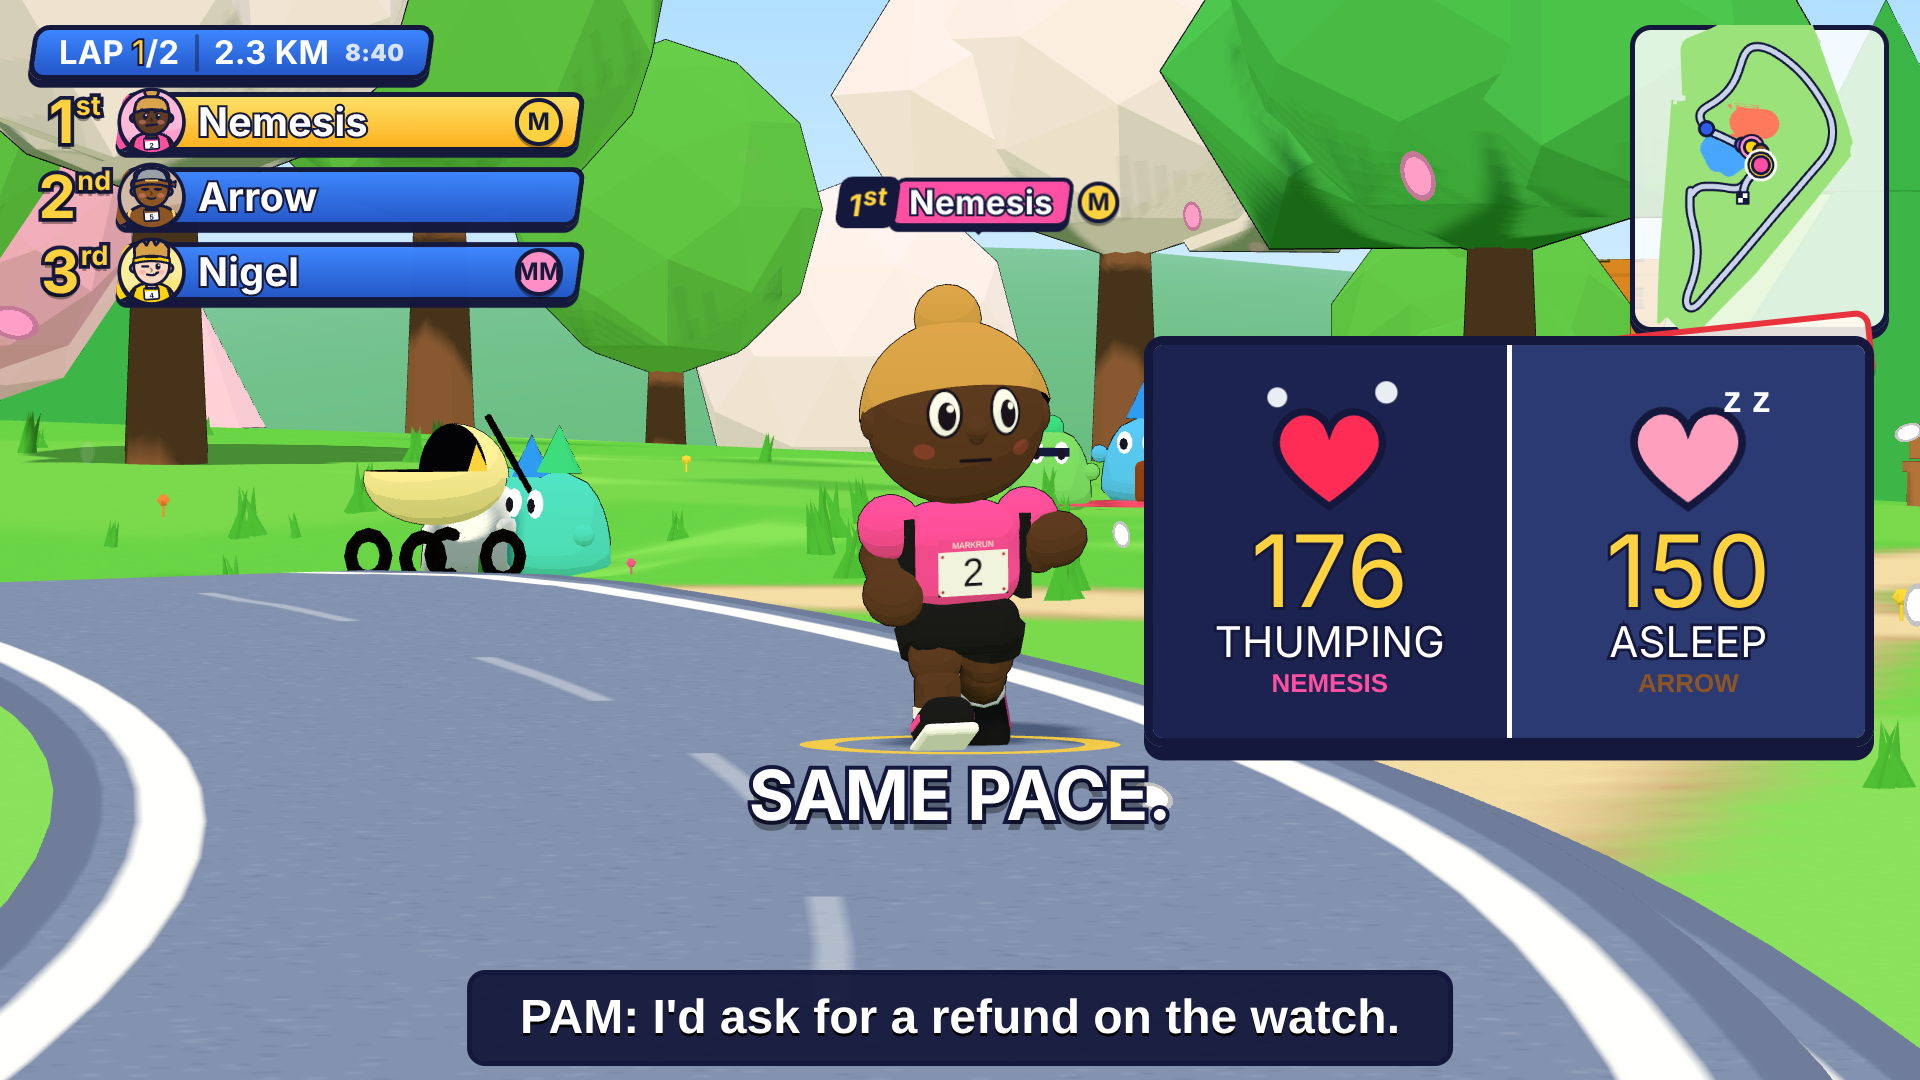 LAP 1/2 2.3 KM 8:40
1st Nemesis M
2nd Arrow
3rd Nigel MM
1st Nemesis M
MARKRUN
2
z z
176 150
THUMPING ASLEEP
NEMESIS ARROW
SAME PACE.
PAM: I'd ask for a refund on the watch.